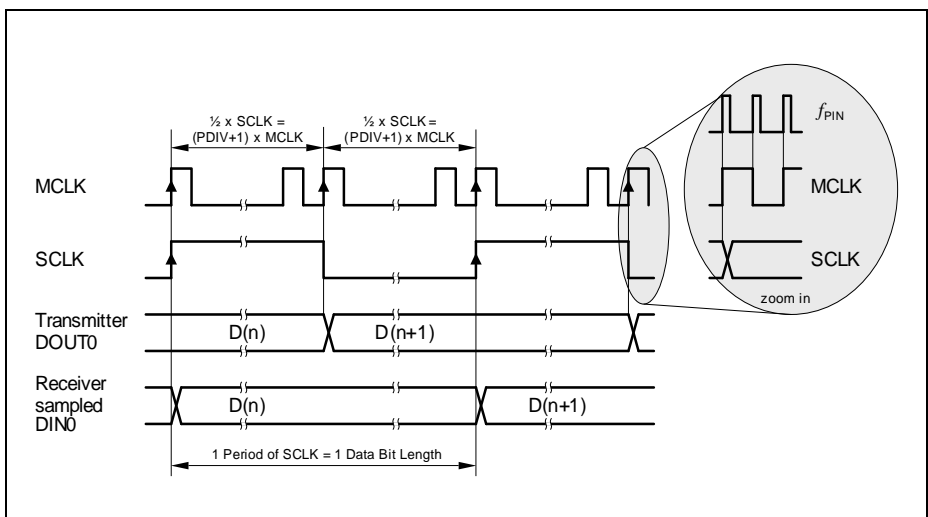 ½ x SCLK =
(PDIV+1) x MCLK
½ x SCLK =
(PDIV+1) x MCLK
MCLK
SCLK
Transmitter
DOUT0
D(n)
D(n+1)
Receiver
sampled
DIN0
D(n)
D(n+1)
1 Period of SCLK = 1 Data Bit Length
fPIN
MCLK
SCLK
zoom in